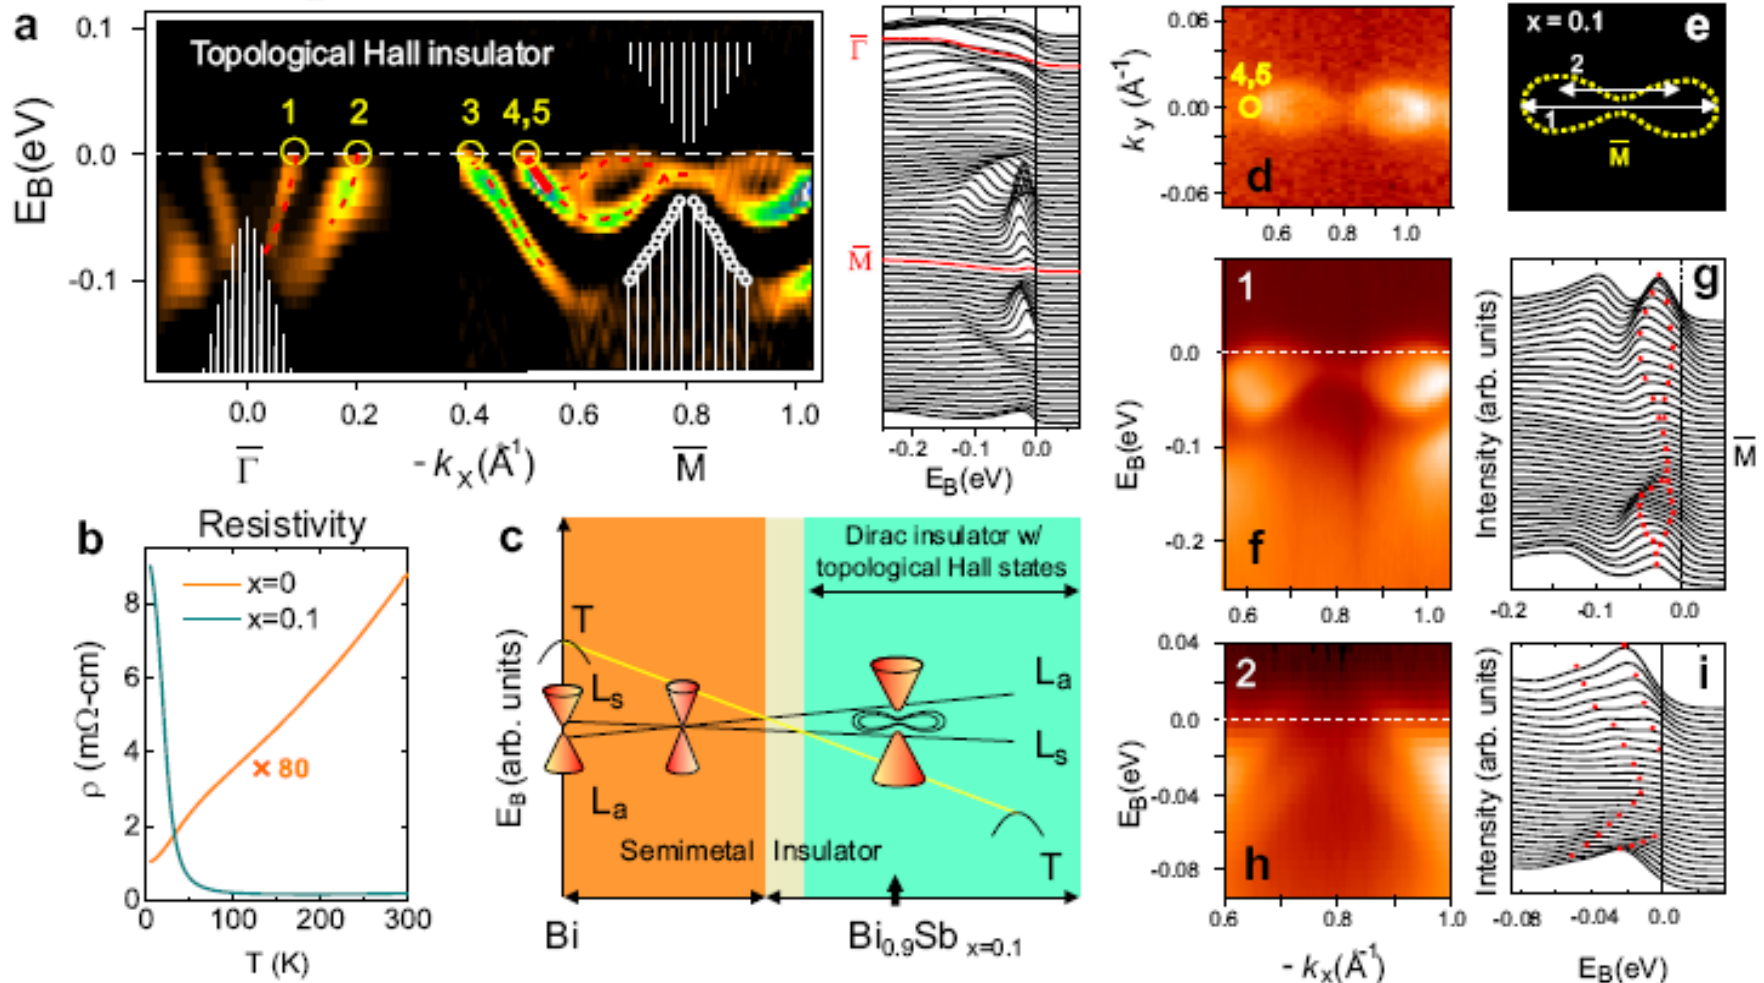 a
Topological Hall insulator
1
2
3
4,5
E_B(eV)
0.1
0.0
-0.1
0.0
0.2
0.4
0.6
0.8
1.0
Γ̅
- k_x(Å⁻¹)
M̅
Γ̅
M̅
-0.2
-0.1
0.0
E_B(eV)
k_y (Å⁻¹)
0.06
0.00
-0.06
4,5
d
0.6
0.8
1.0
x = 0.1
e
2
1
M̅
b
Resistivity
x=0
x=0.1
× 80
ρ (mΩ-cm)
8
6
4
2
0
0
100
200
300
T (K)
c
Dirac insulator w/
topological Hall states
E_B (arb. units)
T
L_s
L_a
L_a
L_s
T
Semimetal
Insulator
Bi
Bi₀.₉Sb x=0.1
1
f
E_B(eV)
0.0
-0.1
-0.2
0.6
0.8
1.0
g
Intensity (arb. units)
M̅
-0.2
-0.1
0.0
2
h
E_B(eV)
0.04
0.0
-0.04
-0.08
0.6
0.8
1.0
- k_x(Å⁻¹)
i
Intensity (arb. units)
-0.08
-0.04
0.0
E_B(eV)